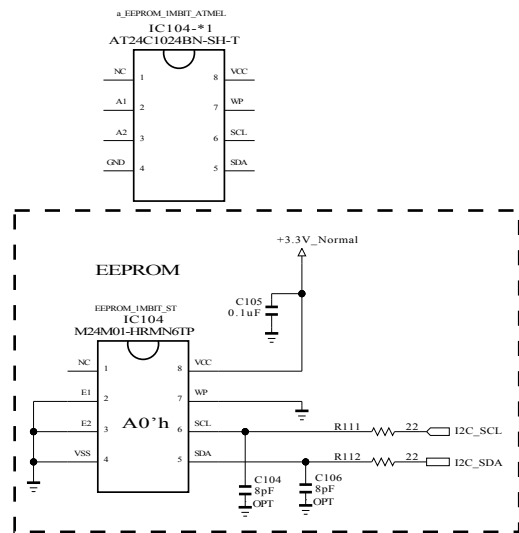 a_EEPROM_1MBIT_ATMEL
IC104-*1
AT24C1024BN-SH-T
NC 1 8 VCC
A1 2 7 WP
A2 3 6 SCL
GND 4 5 SDA
+3.3V_Normal
EEPROM
C105
0.1uF
EEPROM_1MBIT_ST
IC104
M24M01-HRMN6TP
NC 1 8 VCC
E1 2 7 WP
A0'h
E2 3 6 SCL R111 22 I2C_SCL
VSS 4 5 SDA R112 22 I2C_SDA
C104 C106
8pF 8pF
OPT OPT